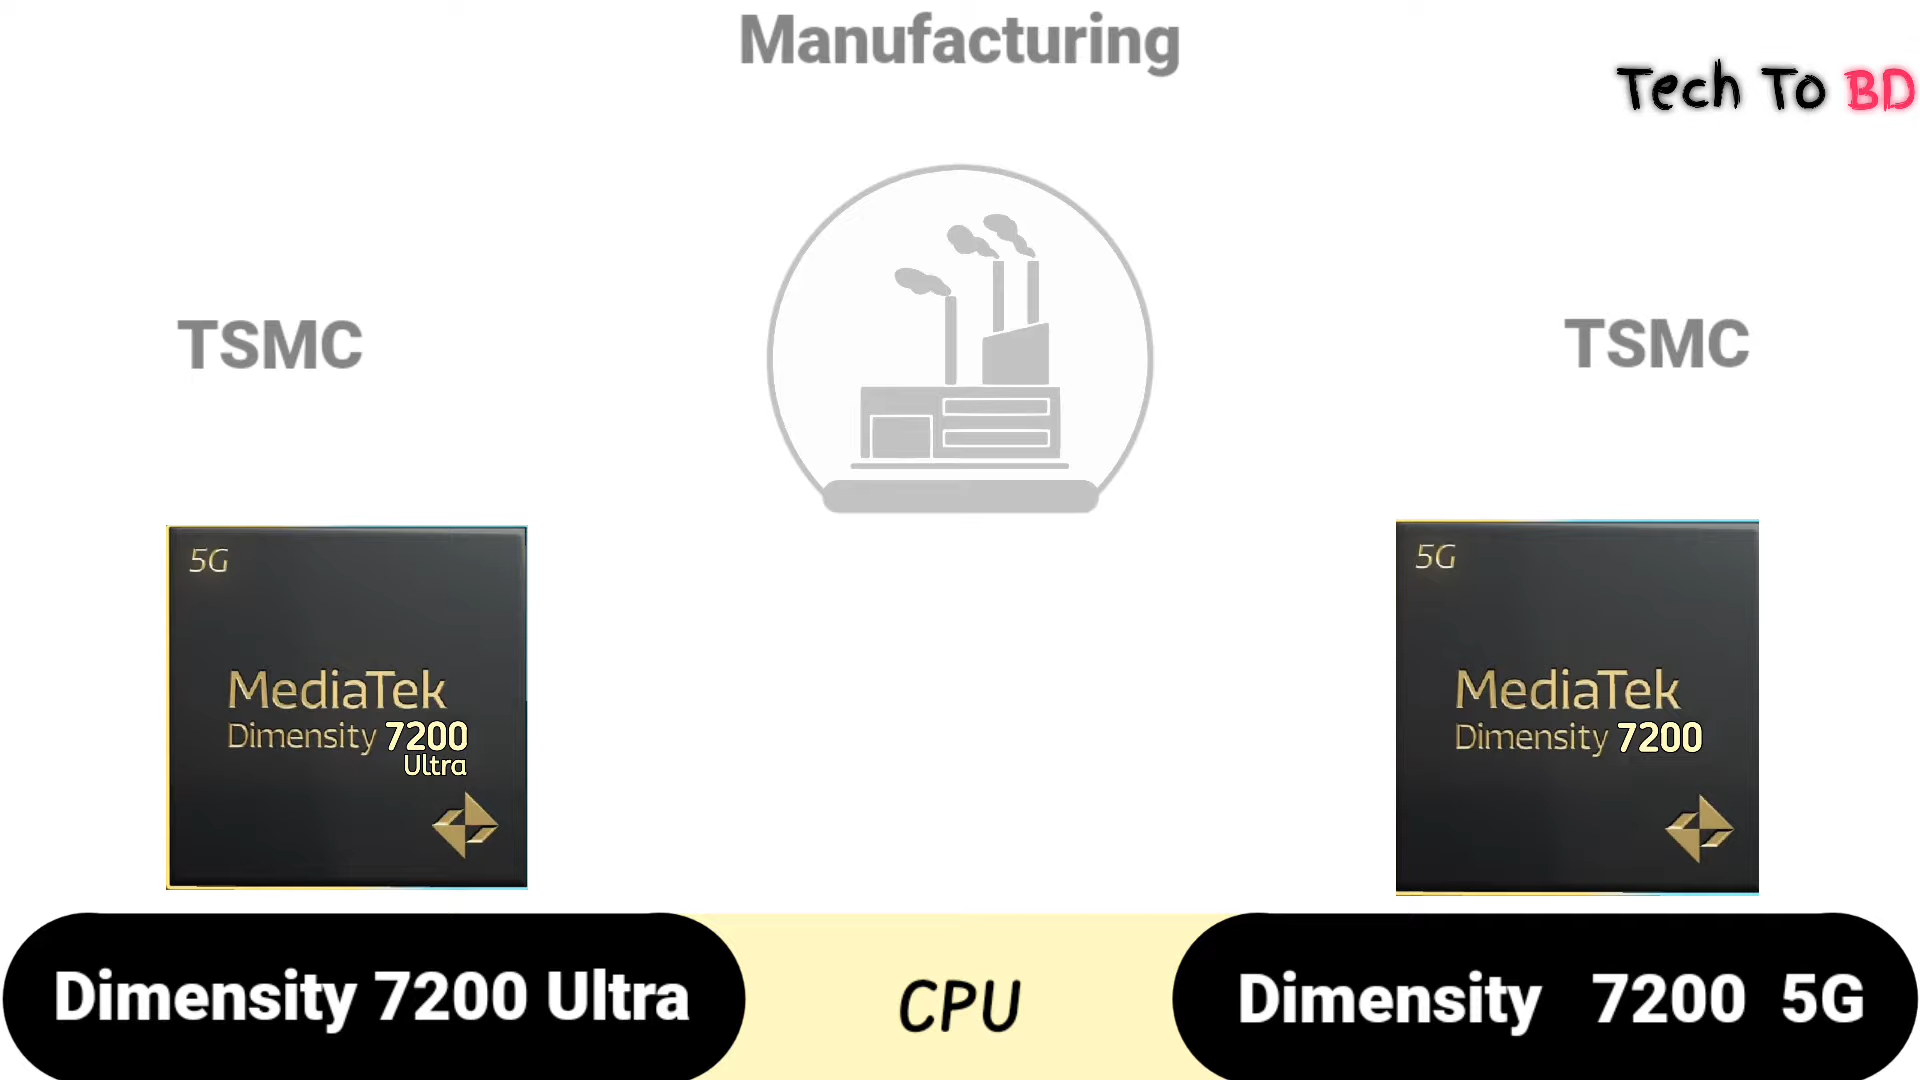 Manufacturing
Tech To BD
TSMC
TSMC
5G
MediaTek
Dimensity 7200
Ultra
5G
MediaTek
Dimensity 7200
Dimensity 7200 Ultra
CPU
Dimensity 7200 5G